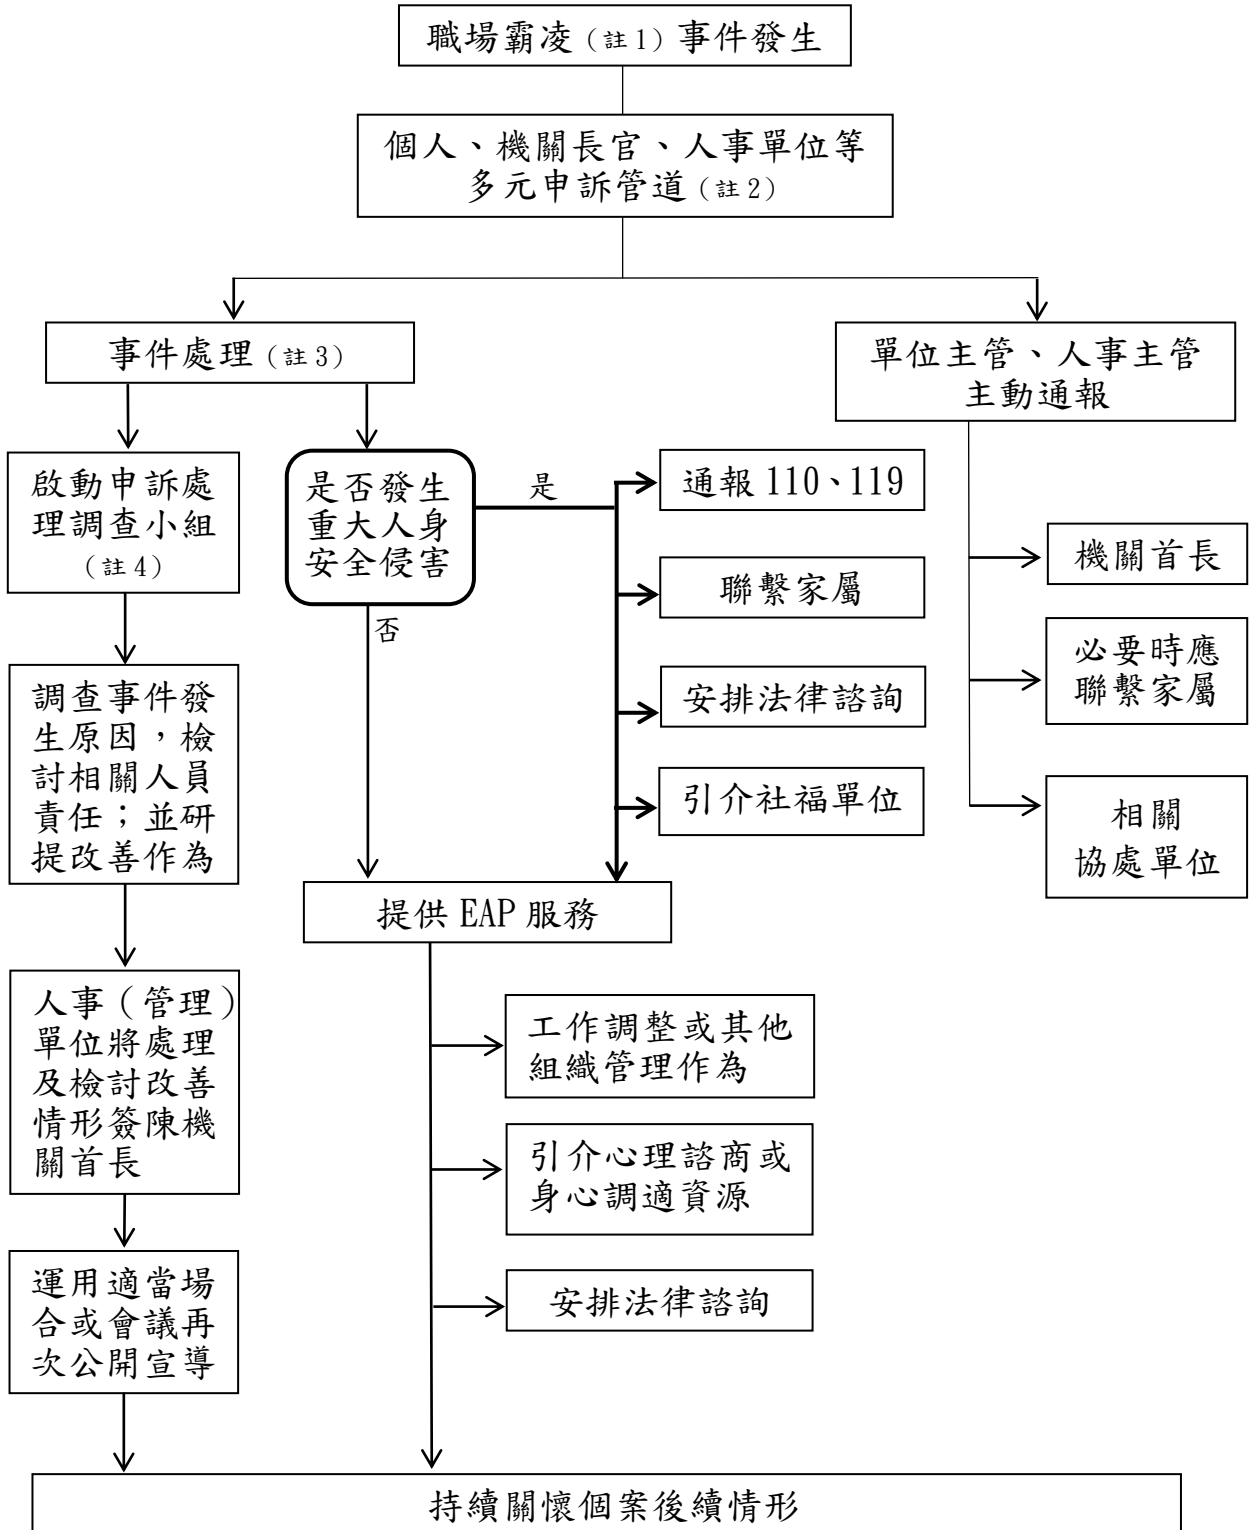 職場霸凌（註1）事件發生
個人、機關長官、人事單位等
多元申訴管道（註2）
事件處理（註3）
單位主管、人事主管
主動通報
啟動申訴處
理調查小組
（註4）
是否發生
重大人身
安全侵害
是
否
通報 110、119
聯繫家屬
安排法律諮詢
引介社福單位
機關首長
必要時應
聯繫家屬
相關
協處單位
調查事件發
生原因，檢
討相關人員
責任；並研
提改善作為
提供 EAP 服務
人事（管理）
單位將處理
及檢討改善
情形簽陳機
關首長
工作調整或其他
組織管理作為
引介心理諮商或
身心調適資源
安排法律諮詢
運用適當場
合或會議再
次公開宣導
持續關懷個案後續情形